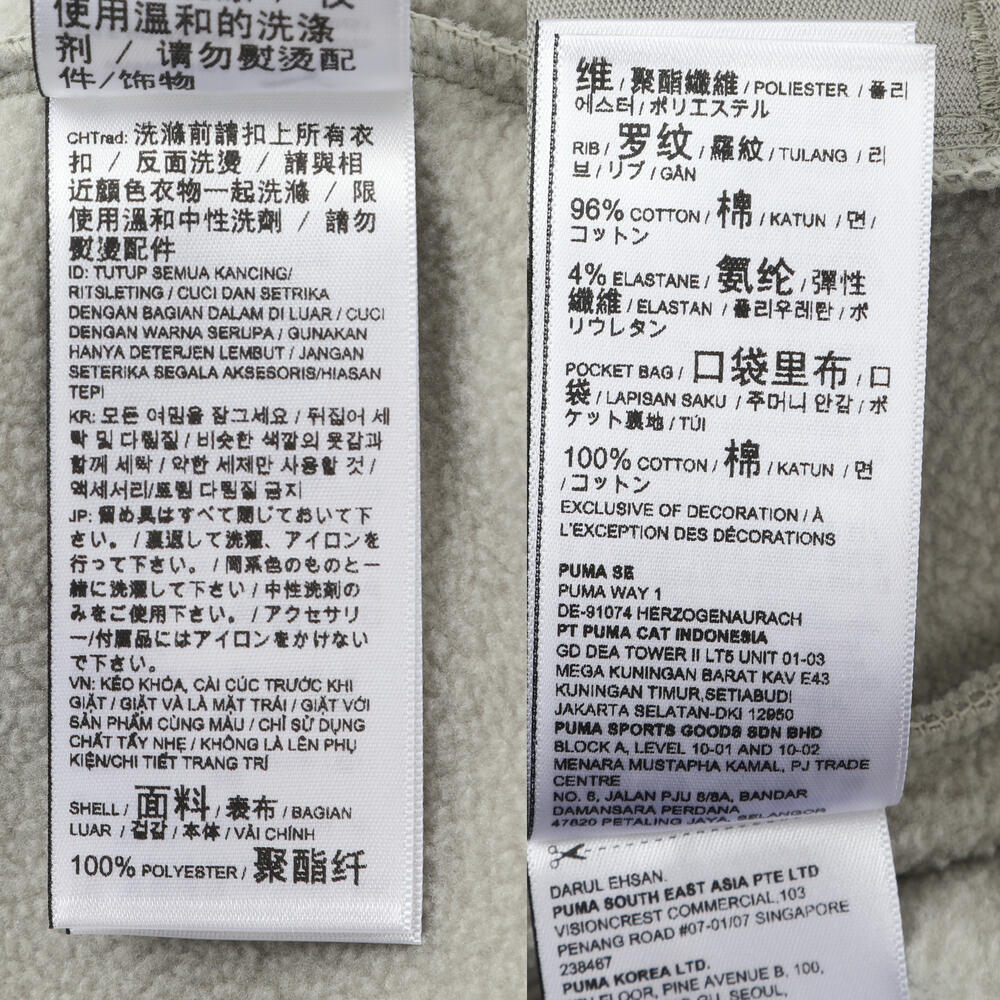 使用温和的洗涤
剂 / 请勿熨烫配
件/饰物
CHTrad: 洗滌前請扣上所有衣
扣 / 反面洗燙 / 請與相
近顏色衣物一起洗滌 / 限
使用溫和中性洗劑 / 請勿
熨燙配件
ID: TUTUP SEMUA KANCING/
RITSLETING / CUCI DAN SETRIKA
DENGAN BAGIAN DALAM DI LUAR / CUCI
DENGAN WARNA SERUPA / GUNAKAN
HANYA DETERJEN LEMBUT / JANGAN
SETERIKA SEGALA AKSESORIS/HIASAN
TEPI
KR: 모든 여밈을 잠그세요 / 뒤집어 세
탁 및 다림질 / 비슷한 색깔의 옷감과
함께 세탁 / 약한 세제만 사용할 것 /
액세서리/트림 다림질 금지
JP: 留め具はすべて閉じておいて下
さい。 / 裏返して洗濯、アイロンを
行って下さい。 / 同系色のものと一
緒に洗濯して下さい / 中性洗剤の
みをご使用下さい。 / アクセサリ
ー/付属品にはアイロンをかけない
で下さい。
VN: KÉO KHÓA, CÀI CÚC TRƯỚC KHI
GIẶT / GIẶT VÀ LÀ MẶT TRÁI / GIẶT VỚI
SẢN PHẨM CÙNG MÀU / CHỈ SỬ DỤNG
CHẤT TẨY NHẸ / KHÔNG LÀ LÊN PHỤ
KIỆN/CHI TIẾT TRANG TRÍ
SHELL / 面料 / 表布 / BAGIAN
LUAR / 겉감 / 本体 / VẢI CHÍNH
100% POLYESTER / 聚酯纤
维 / 聚酯纖維 / POLIESTER / 폴리
에스터 / ポリエステル
RIB / 罗纹 / 羅紋 / TULANG / 리
브 / リブ / GÂN
96% COTTON / 棉 / KATUN / 면 /
コットン
4% ELASTANE / 氨纶 / 彈性
纖維 / ELASTAN / 폴리우레탄 / ポ
リウレタン
POCKET BAG / 口袋里布 / 口
袋 / LAPISAN SAKU / 주머니 안감 / ポ
ケット裏地 / TÚI
100% COTTON / 棉 / KATUN / 면
/ コットン
EXCLUSIVE OF DECORATION / À
L'EXCEPTION DES DÉCORATIONS
PUMA SE
PUMA WAY 1
DE-91074 HERZOGENAURACH
PT PUMA CAT INDONESIA
GD DEA TOWER II LT5 UNIT 01-03
MEGA KUNINGAN BARAT KAV E43
KUNINGAN TIMUR,SETIABUDI
JAKARTA SELATAN-DKI 12950
PUMA SPORTS GOODS SDN BHD
BLOCK A, LEVEL 10-01 AND 10-02
MENARA MUSTAPHA KAMAL, PJ TRADE
CENTRE
NO. 8, JALAN PJU 8/8A, BANDAR
DAMANSARA PERDANA
47820 PETALING JAYA, SELANGOR
DARUL EHSAN.
PUMA SOUTH EAST ASIA PTE LTD
VISIONCREST COMMERCIAL,103
PENANG ROAD #07-01/07 SINGAPORE
238467
PUMA KOREA LTD.
FLOOR, PINE AVENUE B, 100,
SEOUL,